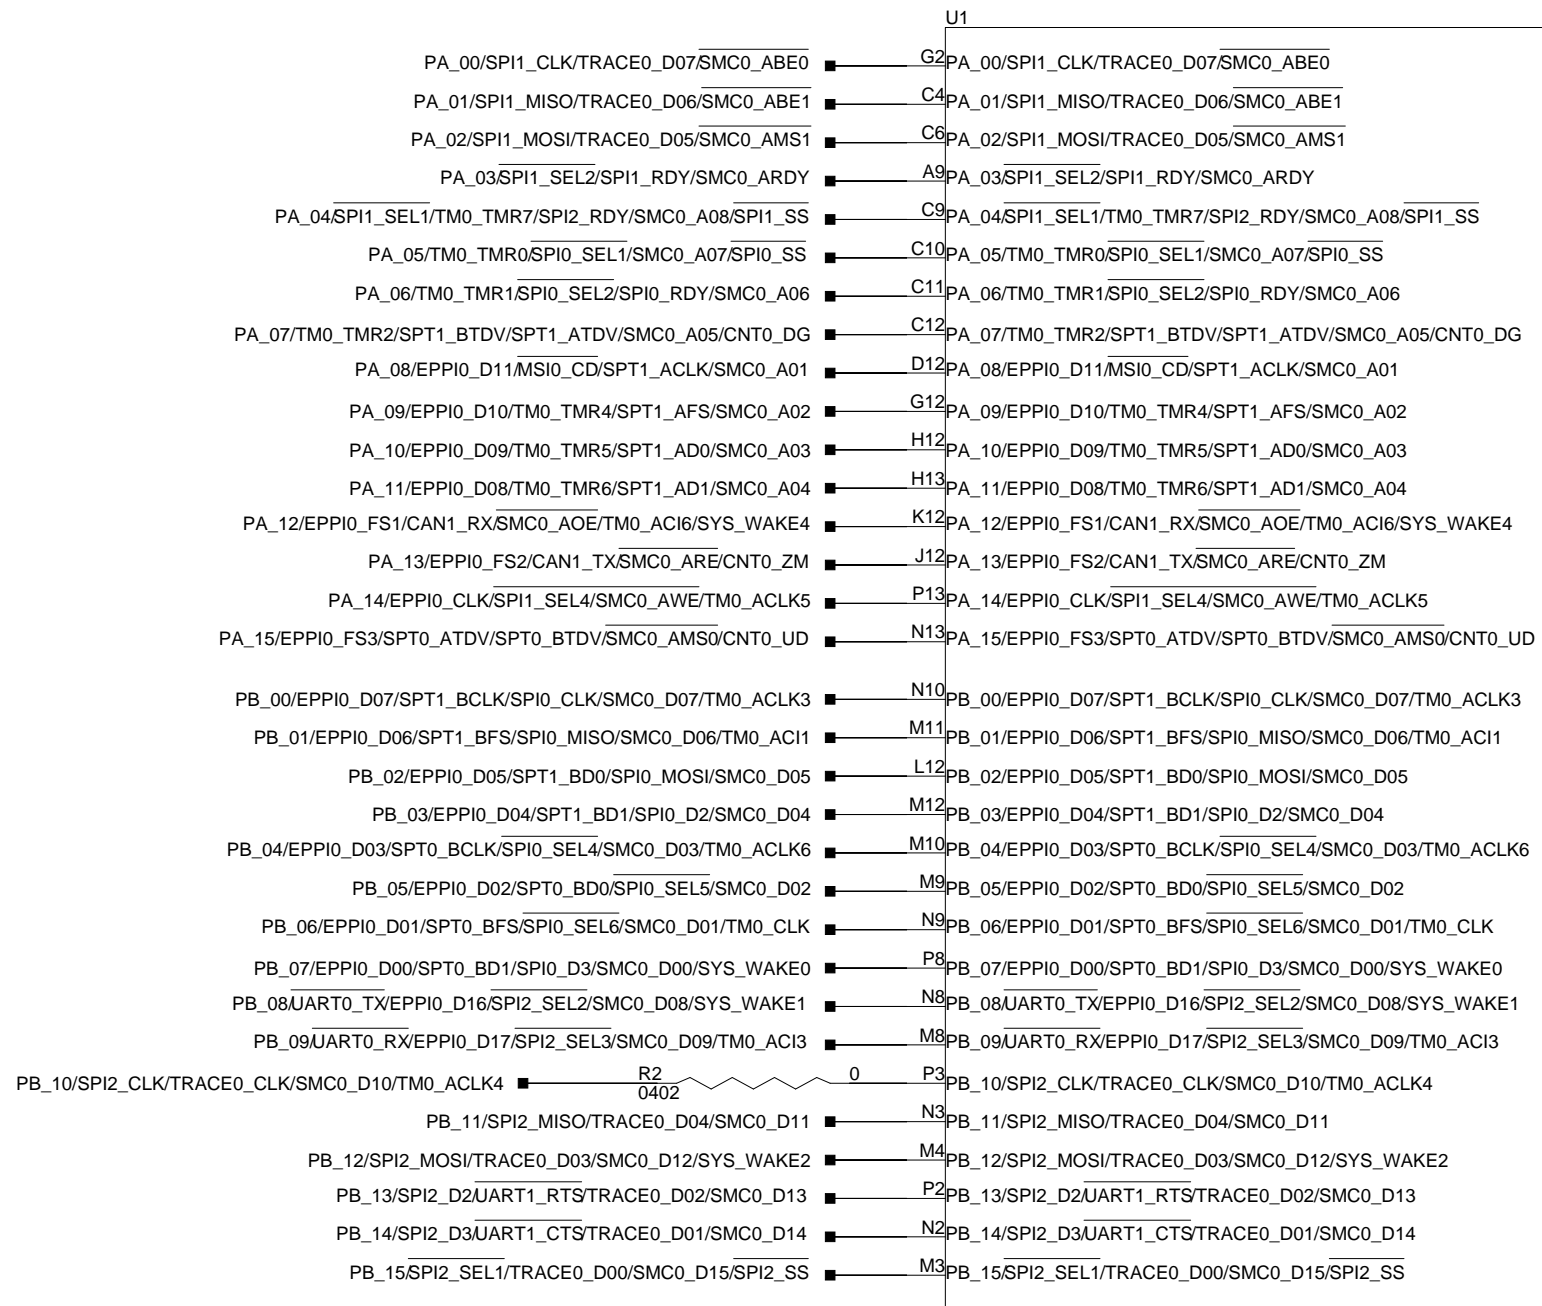 U1
PA_00/SPI1_CLK/TRACE0_D07/SMC0_ABE0 G2 PA_00/SPI1_CLK/TRACE0_D07/SMC0_ABE0
PA_01/SPI1_MISO/TRACE0_D06/SMC0_ABE1 C4 PA_01/SPI1_MISO/TRACE0_D06/SMC0_ABE1
PA_02/SPI1_MOSI/TRACE0_D05/SMC0_AMS1 C6 PA_02/SPI1_MOSI/TRACE0_D05/SMC0_AMS1
PA_03/SPI1_SEL2/SPI1_RDY/SMC0_ARDY A9 PA_03/SPI1_SEL2/SPI1_RDY/SMC0_ARDY
PA_04/SPI1_SEL1/TM0_TMR7/SPI2_RDY/SMC0_A08/SPI1_SS C9 PA_04/SPI1_SEL1/TM0_TMR7/SPI2_RDY/SMC0_A08/SPI1_SS
PA_05/TM0_TMR0/SPI0_SEL1/SMC0_A07/SPI0_SS C10 PA_05/TM0_TMR0/SPI0_SEL1/SMC0_A07/SPI0_SS
PA_06/TM0_TMR1/SPI0_SEL2/SPI0_RDY/SMC0_A06 C11 PA_06/TM0_TMR1/SPI0_SEL2/SPI0_RDY/SMC0_A06
PA_07/TM0_TMR2/SPT1_BTDV/SPT1_ATDV/SMC0_A05/CNT0_DG C12 PA_07/TM0_TMR2/SPT1_BTDV/SPT1_ATDV/SMC0_A05/CNT0_DG
PA_08/EPPI0_D11/MSI0_CD/SPT1_ACLK/SMC0_A01 D12 PA_08/EPPI0_D11/MSI0_CD/SPT1_ACLK/SMC0_A01
PA_09/EPPI0_D10/TM0_TMR4/SPT1_AFS/SMC0_A02 G12 PA_09/EPPI0_D10/TM0_TMR4/SPT1_AFS/SMC0_A02
PA_10/EPPI0_D09/TM0_TMR5/SPT1_AD0/SMC0_A03 H12 PA_10/EPPI0_D09/TM0_TMR5/SPT1_AD0/SMC0_A03
PA_11/EPPI0_D08/TM0_TMR6/SPT1_AD1/SMC0_A04 H13 PA_11/EPPI0_D08/TM0_TMR6/SPT1_AD1/SMC0_A04
PA_12/EPPI0_FS1/CAN1_RX/SMC0_AOE/TM0_ACI6/SYS_WAKE4 K12 PA_12/EPPI0_FS1/CAN1_RX/SMC0_AOE/TM0_ACI6/SYS_WAKE4
PA_13/EPPI0_FS2/CAN1_TX/SMC0_ARE/CNT0_ZM J12 PA_13/EPPI0_FS2/CAN1_TX/SMC0_ARE/CNT0_ZM
PA_14/EPPI0_CLK/SPI1_SEL4/SMC0_AWE/TM0_ACLK5 P13 PA_14/EPPI0_CLK/SPI1_SEL4/SMC0_AWE/TM0_ACLK5
PA_15/EPPI0_FS3/SPT0_ATDV/SPT0_BTDV/SMC0_AMS0/CNT0_UD N13 PA_15/EPPI0_FS3/SPT0_ATDV/SPT0_BTDV/SMC0_AMS0/CNT0_UD
PB_00/EPPI0_D07/SPT1_BCLK/SPI0_CLK/SMC0_D07/TM0_ACLK3 N10 PB_00/EPPI0_D07/SPT1_BCLK/SPI0_CLK/SMC0_D07/TM0_ACLK3
PB_01/EPPI0_D06/SPT1_BFS/SPI0_MISO/SMC0_D06/TM0_ACI1 M11 PB_01/EPPI0_D06/SPT1_BFS/SPI0_MISO/SMC0_D06/TM0_ACI1
PB_02/EPPI0_D05/SPT1_BD0/SPI0_MOSI/SMC0_D05 L12 PB_02/EPPI0_D05/SPT1_BD0/SPI0_MOSI/SMC0_D05
PB_03/EPPI0_D04/SPT1_BD1/SPI0_D2/SMC0_D04 M12 PB_03/EPPI0_D04/SPT1_BD1/SPI0_D2/SMC0_D04
PB_04/EPPI0_D03/SPT0_BCLK/SPI0_SEL4/SMC0_D03/TM0_ACLK6 M10 PB_04/EPPI0_D03/SPT0_BCLK/SPI0_SEL4/SMC0_D03/TM0_ACLK6
PB_05/EPPI0_D02/SPT0_BD0/SPI0_SEL5/SMC0_D02 M9 PB_05/EPPI0_D02/SPT0_BD0/SPI0_SEL5/SMC0_D02
PB_06/EPPI0_D01/SPT0_BFS/SPI0_SEL6/SMC0_D01/TM0_CLK N9 PB_06/EPPI0_D01/SPT0_BFS/SPI0_SEL6/SMC0_D01/TM0_CLK
PB_07/EPPI0_D00/SPT0_BD1/SPI0_D3/SMC0_D00/SYS_WAKE0 P8 PB_07/EPPI0_D00/SPT0_BD1/SPI0_D3/SMC0_D00/SYS_WAKE0
PB_08/UART0_TX/EPPI0_D16/SPI2_SEL2/SMC0_D08/SYS_WAKE1 N8 PB_08/UART0_TX/EPPI0_D16/SPI2_SEL2/SMC0_D08/SYS_WAKE1
PB_09/UART0_RX/EPPI0_D17/SPI2_SEL3/SMC0_D09/TM0_ACI3 M8 PB_09/UART0_RX/EPPI0_D17/SPI2_SEL3/SMC0_D09/TM0_ACI3
PB_10/SPI2_CLK/TRACE0_CLK/SMC0_D10/TM0_ACLK4 R2 0 P3 PB_10/SPI2_CLK/TRACE0_CLK/SMC0_D10/TM0_ACLK4
0402
PB_11/SPI2_MISO/TRACE0_D04/SMC0_D11 N3 PB_11/SPI2_MISO/TRACE0_D04/SMC0_D11
PB_12/SPI2_MOSI/TRACE0_D03/SMC0_D12/SYS_WAKE2 M4 PB_12/SPI2_MOSI/TRACE0_D03/SMC0_D12/SYS_WAKE2
PB_13/SPI2_D2/UART1_RTS/TRACE0_D02/SMC0_D13 P2 PB_13/SPI2_D2/UART1_RTS/TRACE0_D02/SMC0_D13
PB_14/SPI2_D3/UART1_CTS/TRACE0_D01/SMC0_D14 N2 PB_14/SPI2_D3/UART1_CTS/TRACE0_D01/SMC0_D14
PB_15/SPI2_SEL1/TRACE0_D00/SMC0_D15/SPI2_SS M3 PB_15/SPI2_SEL1/TRACE0_D00/SMC0_D15/SPI2_SS